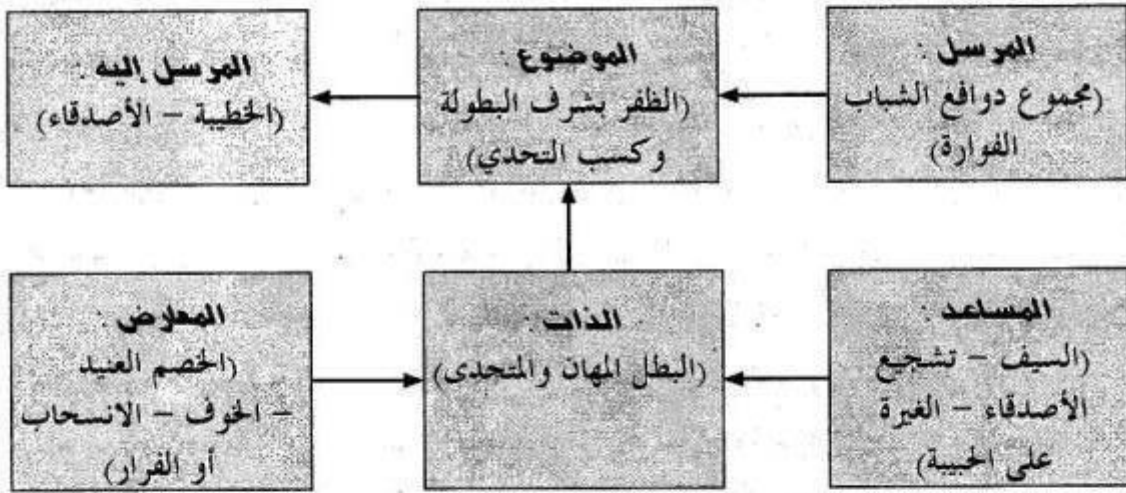 المرسل :
(مجموع دوافع الشباب
الفوارة)
الموضوع :
(الظفر بشرف البطولة
وكسب التحدي)
المرسل إليه :
(الخطيبة – الأصدقاء)
المساعد :
(السيف – تشجيع
الأصدقاء – الغيرة
على الحبيبة)
الذات :
(البطل المهان والمتحدى)
المعارض :
(الخصم العنيد
– الخوف – الانسحاب
أو الفرار)